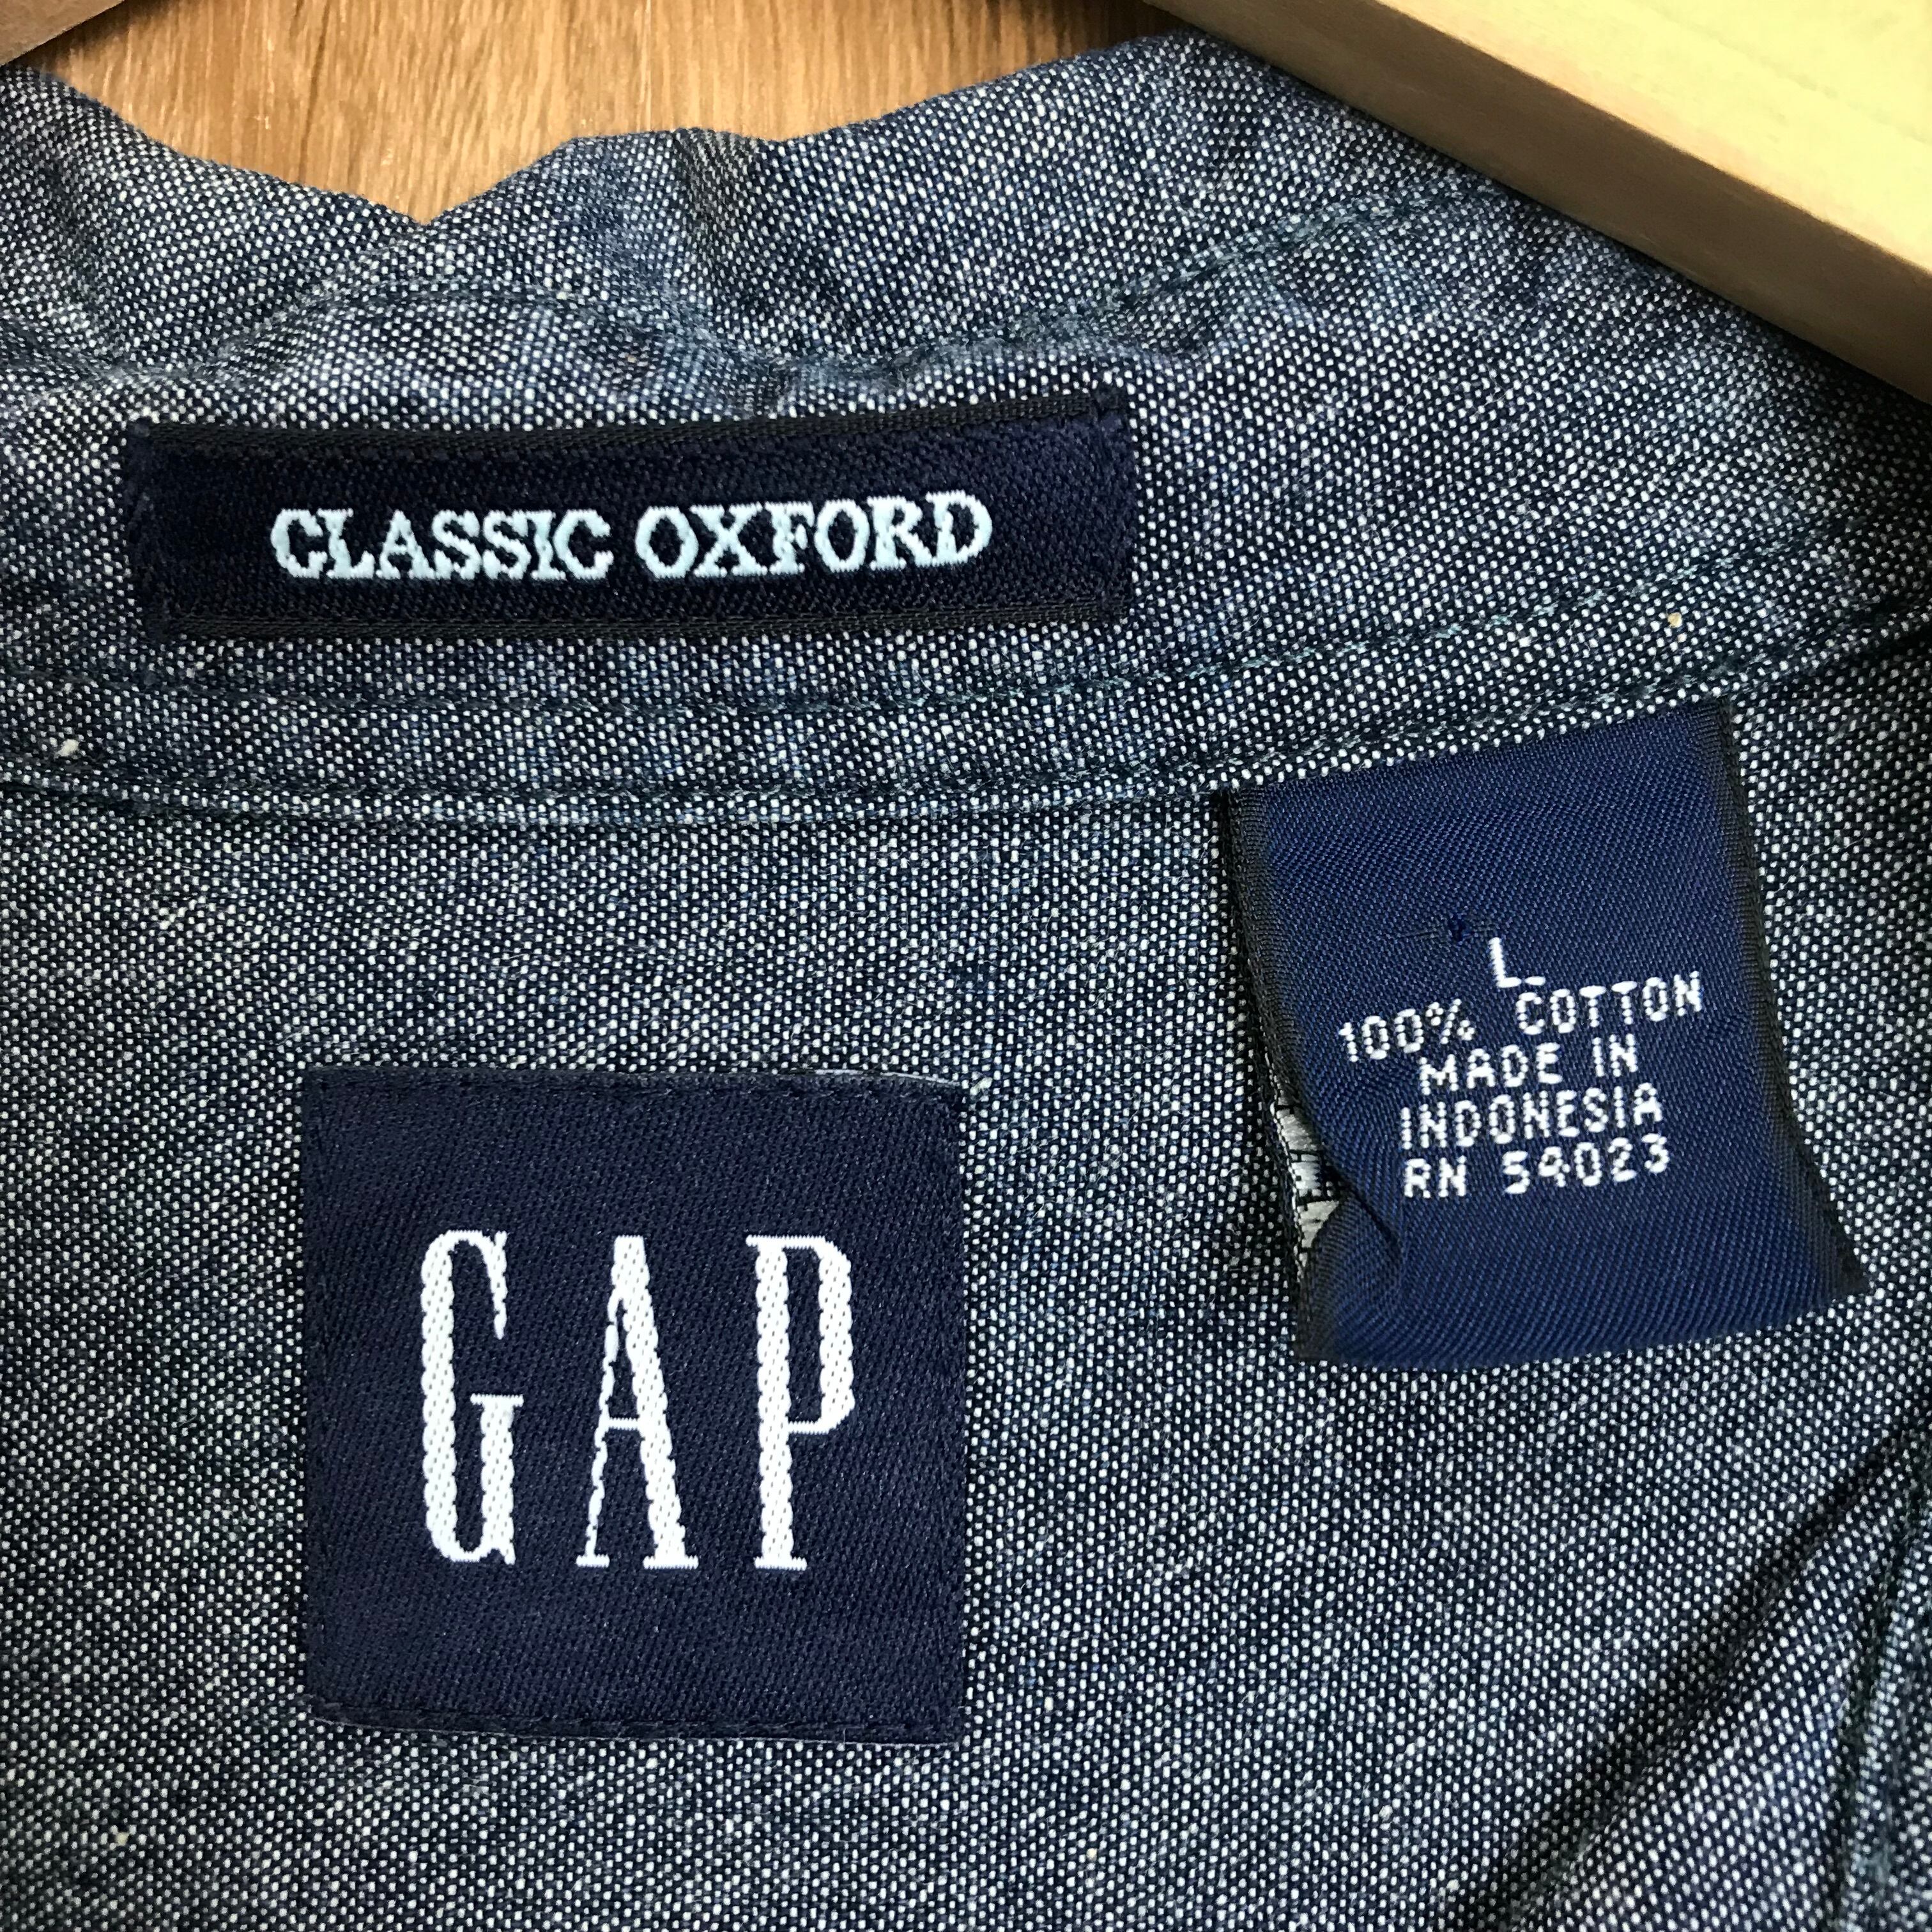 CLASSIC OXFORD
L
100% COTTON
MADE IN
INDONESIA
RN 54023
GAP